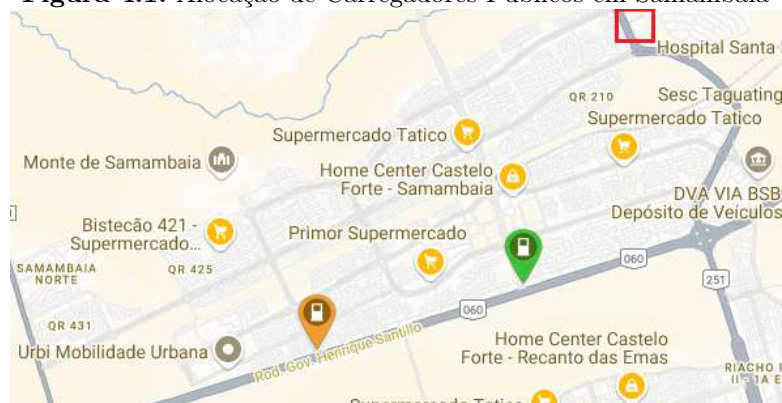 Figura 4.1: Alocação de Carregadores Públicos em Samambaia
Hospital Santa
QR 210
Sesc Taguating
Supermercado Tatico
Supermercado Tatico
Monte de Samambaia
Home Center Castelo
Forte - Samambaia
DVA VIA BSB
Depósito de Veículos
Bistecão 421 -
Supermercado...
Primor Supermercado
SAMAMBAIA
NORTE
QR 425
060
251
060
QR 431
Urbi Mobilidade Urbana
Rod. Gov. Henrique Santillo
Home Center Castelo
Forte - Recanto das Emas
RIACHO F
II - 1A E
Supermercado Tatico